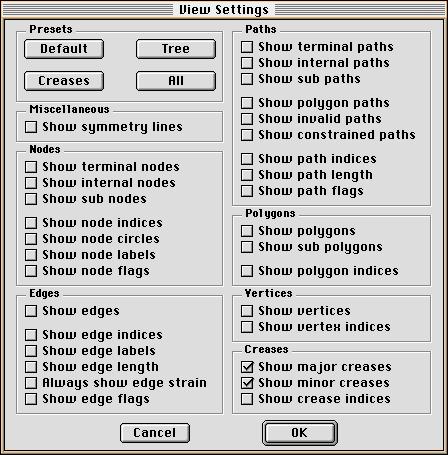 View Settings
Presets
Default
Tree
Creases
All
Miscellaneous
Show symmetry lines
Nodes
Show terminal nodes
Show internal nodes
Show sub nodes
Show node indices
Show node circles
Show node labels
Show node flags
Edges
Show edges
Show edge indices
Show edge labels
Show edge length
Always show edge strain
Show edge flags
Paths
Show terminal paths
Show internal paths
Show sub paths
Show polygon paths
Show invalid paths
Show constrained paths
Show path indices
Show path length
Show path flags
Polygons
Show polygons
Show sub polygons
Show polygon indices
Vertices
Show vertices
Show vertex indices
Creases
Show major creases
Show minor creases
Show crease indices
Cancel
OK